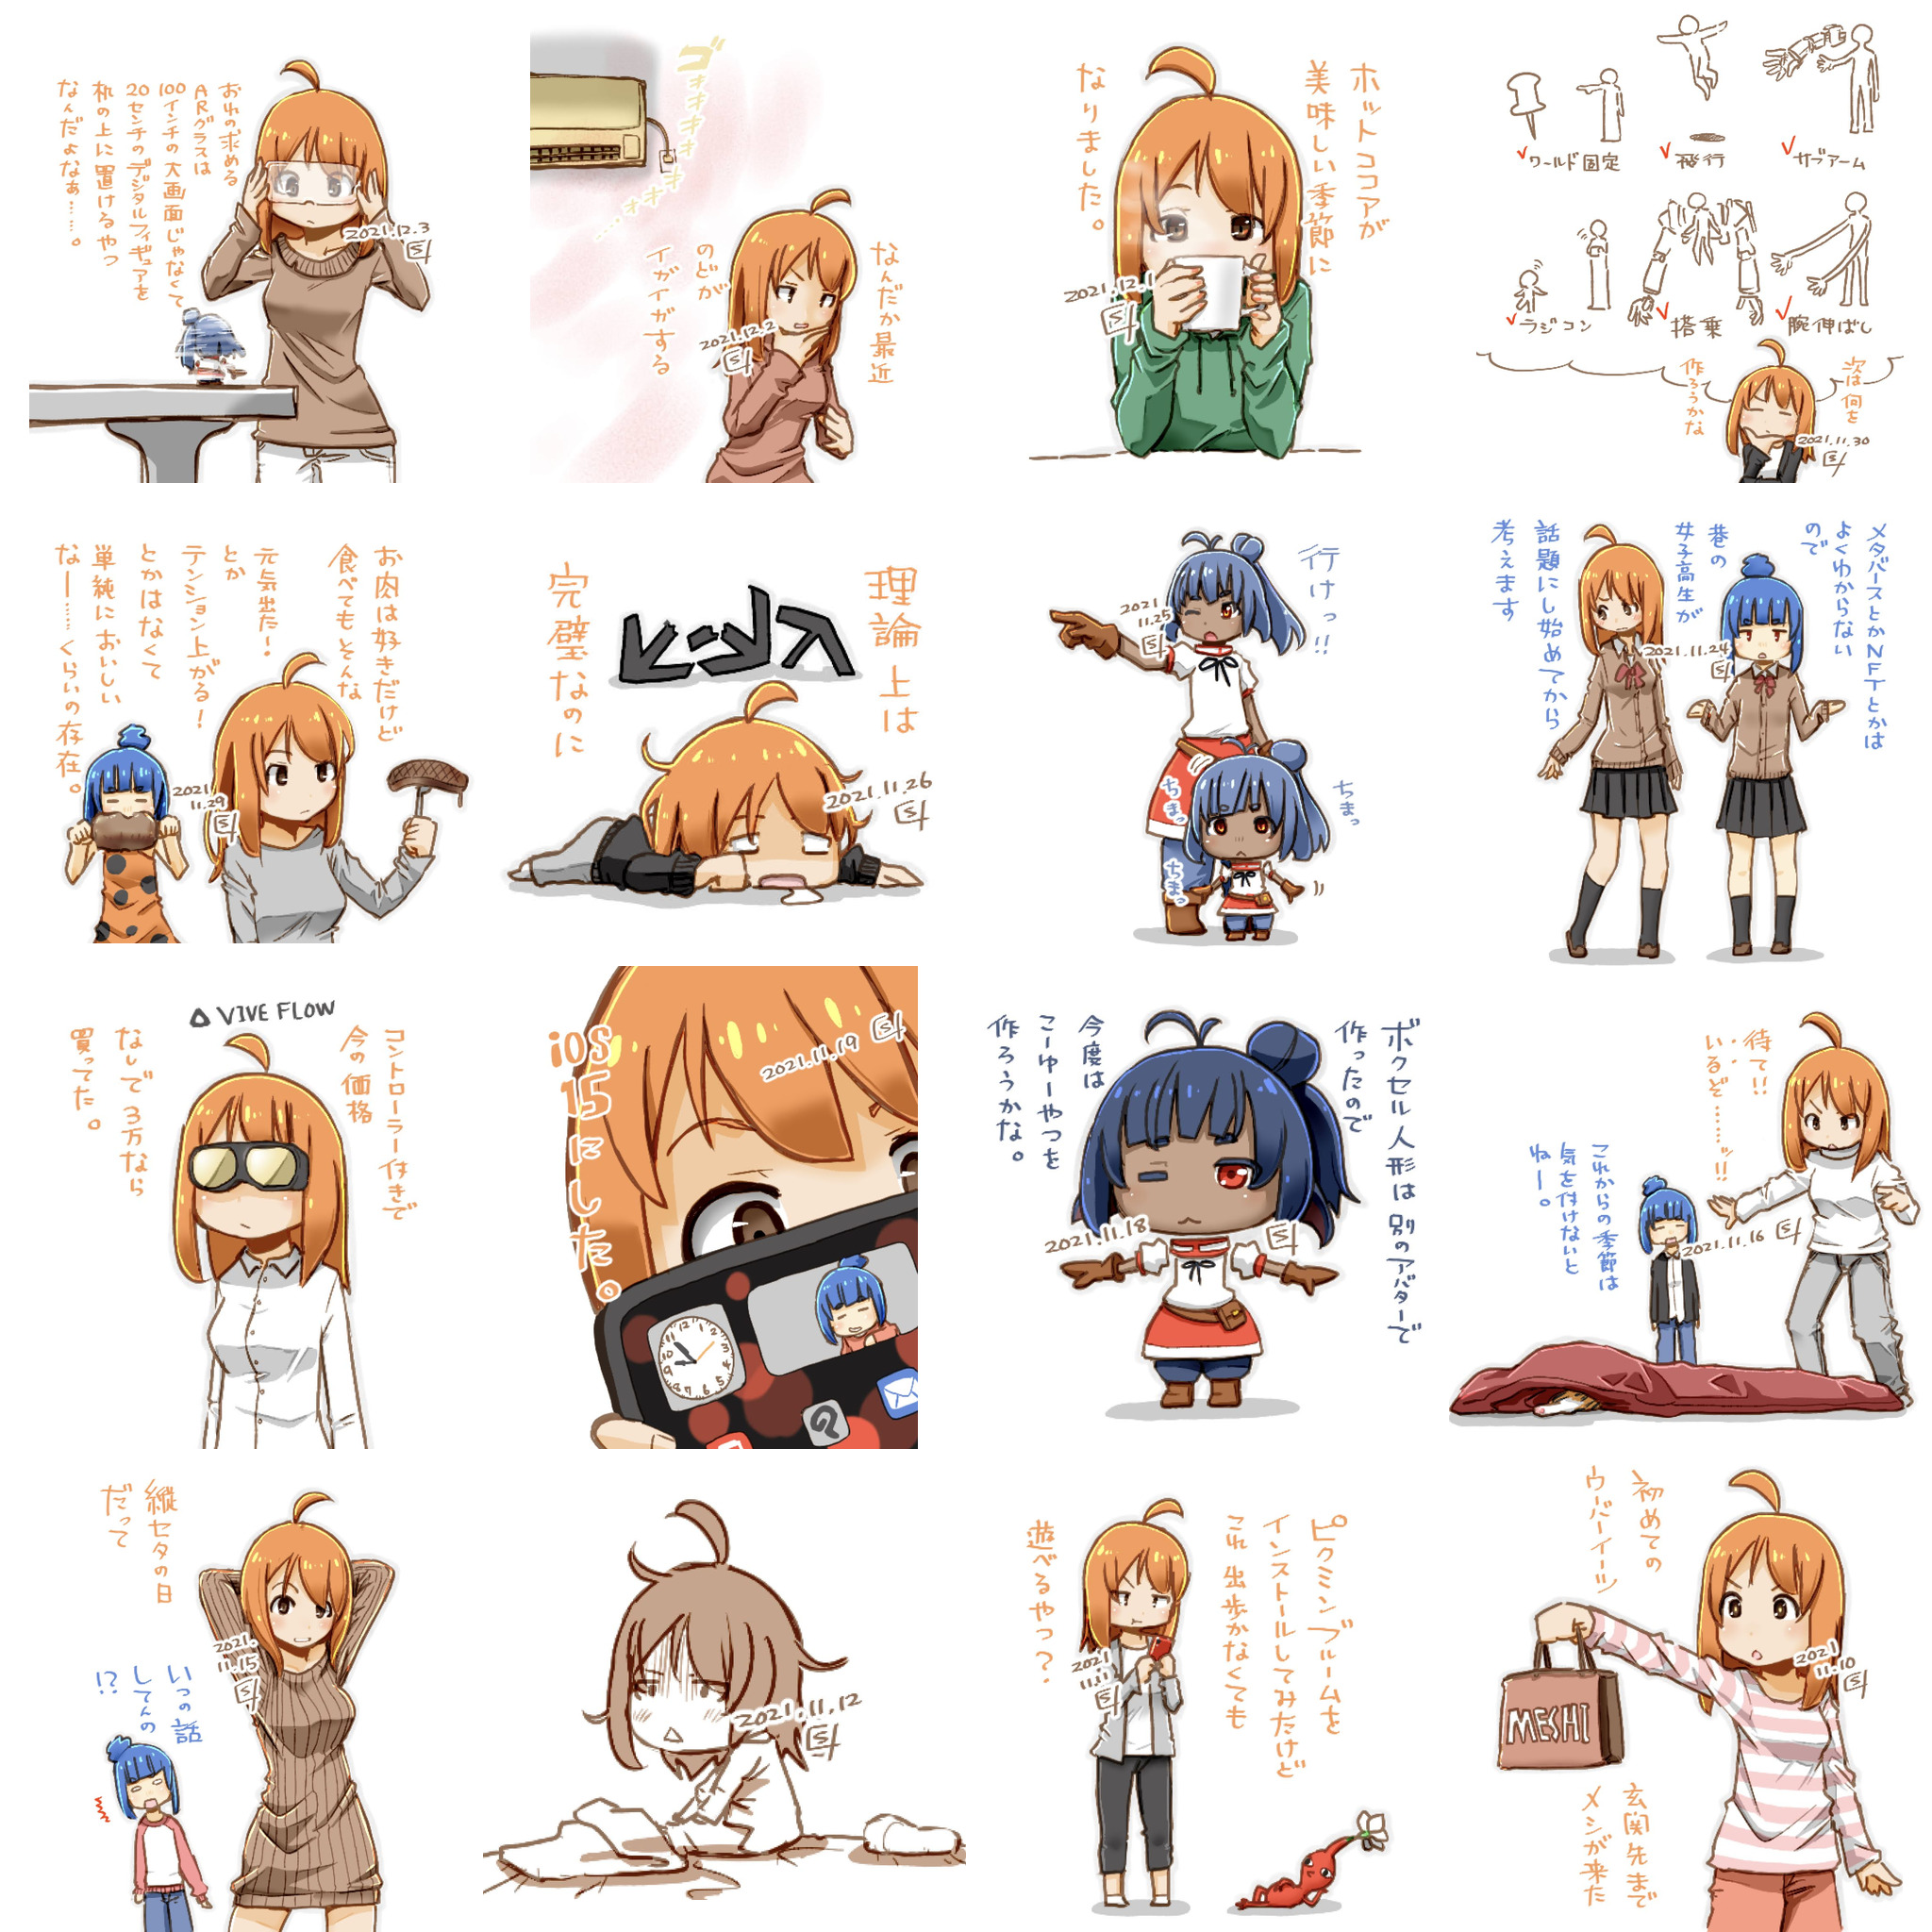 おれの求める
ARグラスは
100インチの大画面じゃなくて
20センチのデジタルフィギュアを
机の上に置けるやつ
なんだよなぁ……。
2021.12.3
ゴォォォォ
ォォォ…
なんだか最近
のどが
イガイガする
2021.12.2
ホットココアが
美味しい季節に
なりました。
2021.12.1
ワールド固定
飛行
サブアーム
ラジコン
搭乗
腕伸ばし
次は何を
作ろうかな
2021.11.30
お肉は好きだけど
食べてもそんな
元気出た!
とか
テンション上がる!
とかはなくて
単純においしい
なー……くらいの存在。
2021.
11.29
理論上は
完璧なのに
2021.11.26
行けっ!!
2021
11.25
ちまっ
ちまっ
ちまっ
メタバースとかNFTとかは
よくわからない
ので
巷の
女子高生が
話題にし始めてから
考えます
2021.11.24
VIVE FLOW
コントローラー付きで
今の価格
なしで3万なら
買ってた。
iOS
15にした。
2021.11.19
12
1
2
3
4
5
6
7
8
9
10
11
ボクセル人形は別のアバターで
作ったので
今度は
こーゆーやつを
作ろうかな。
2021.11.18
待て!!
いるぞ………ッ!!
これからの季節は
気を付けないと
ねー。
2021.11.16
縦セタの日
だって
2021.
11.15
いつの話
してんの
!?
2021.11.12
ピクミンブルームを
インストールしてみたけど
これ出歩かなくても
遊べるやつ?
2021
11.11
初めての
ウーバーイーツ
2021
11.10
MESHI
玄関先まで
メシが来た